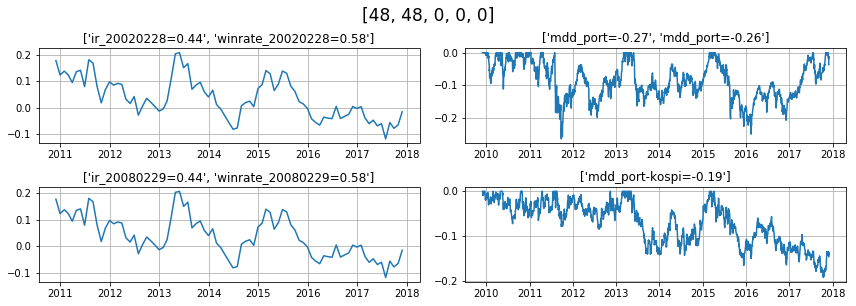 [48, 48, 0, 0, 0]
['ir_20020228=0.44', 'winrate_20020228=0.58']
0.2
0.1
0.0
−0.1
2011 2012 2013 2014 2015 2016 2017 2018
['mdd_port=-0.27', 'mdd_port=-0.26']
0.0
−0.1
−0.2
2010 2011 2012 2013 2014 2015 2016 2017 2018
['ir_20080229=0.44', 'winrate_20080229=0.58']
0.2
0.1
0.0
−0.1
2011 2012 2013 2014 2015 2016 2017 2018
['mdd_port-kospi=-0.19']
0.0
−0.1
−0.2
2010 2011 2012 2013 2014 2015 2016 2017 2018